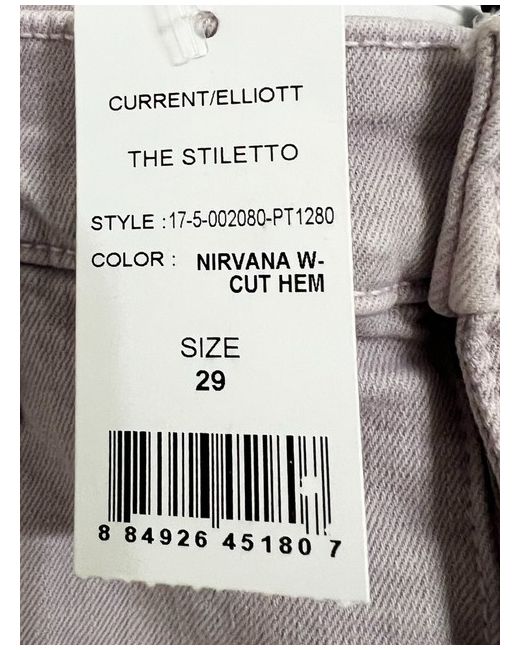 CURRENT/ELLIOTT
THE STILETTO
STYLE :17-5-002080-PT1280
COLOR : NIRVANA W-
CUT HEM
SIZE
29
8 84926 45180 7